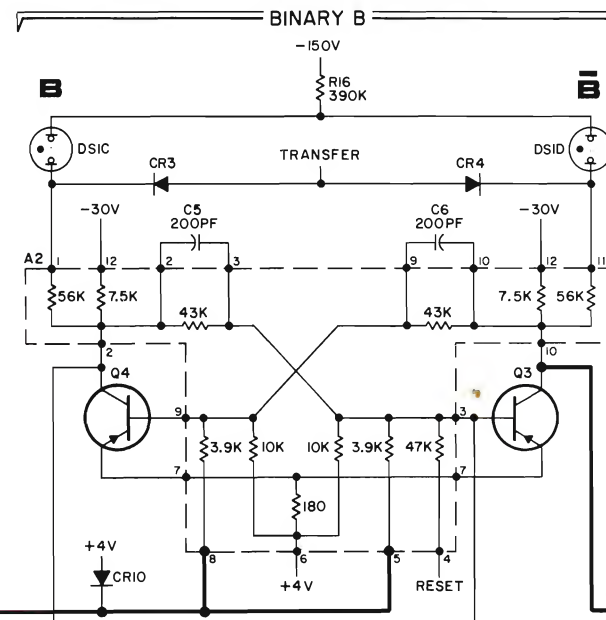 BINARY B
-150V
R16
390K
B
B̅
DS1C
DS1D
CR3
TRANSFER
CR4
-30V
C5
200PF
C6
200PF
-30V
A2
1
12
2
3
9
10
12
11
56K
7.5K
43K
43K
7.5K
56K
2
10
Q4
Q3
9
3
3.9K
10K
10K
3.9K
47K
7
7
180
+4V
8
6
5
4
CR10
+4V
RESET